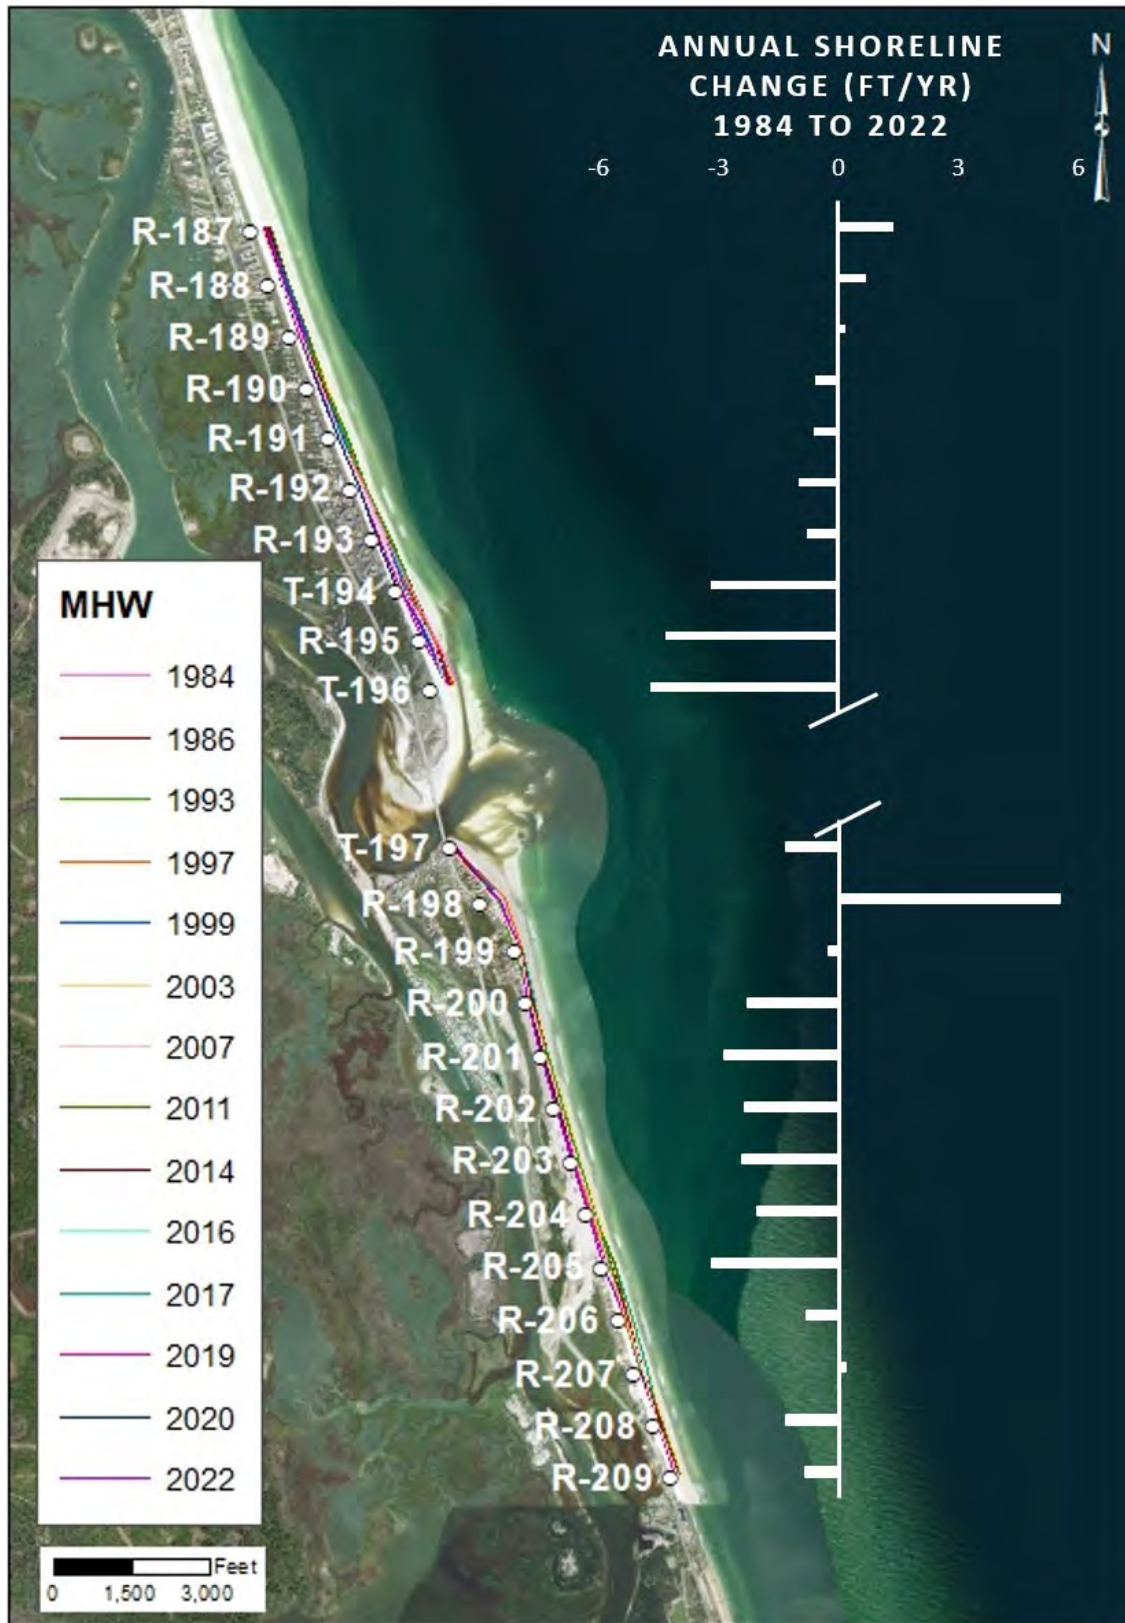 ANNUAL SHORELINE
CHANGE (FT/YR)
1984 TO 2022
N
-6 -3 0 3 6
R-187
R-188
R-189
R-190
R-191
R-192
R-193
T-194
R-195
T-196
T-197
R-198
R-199
R-200
R-201
R-202
R-203
R-204
R-205
R-206
R-207
R-208
R-209
MHW
1984
1986
1993
1997
1999
2003
2007
2011
2014
2016
2017
2019
2020
2022
Feet
0 1,500 3,000